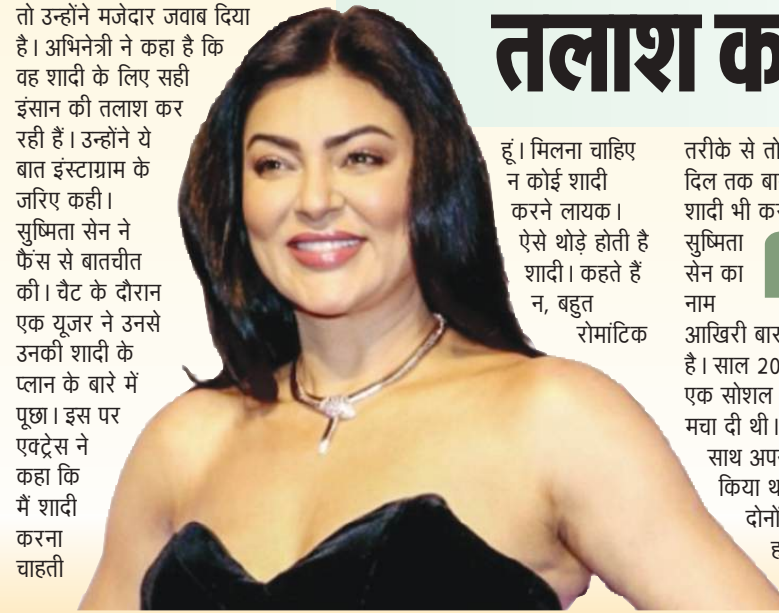 तलाश क
तो उन्होंने मजेदार जवाब दिया
है। अभिनेत्री ने कहा है कि
वह शादी के लिए सही
इंसान की तलाश कर
रही हैं। उन्होंने ये
बात इंस्टाग्राम के
जरिए कही।
सुष्मिता सेन ने
फैंस से बातचीत
की। चैट के दौरान
एक यूजर ने उनसे
उनकी शादी के
प्लान के बारे में
पूछा। इस पर
एक्ट्रेस ने
कहा कि
मैं शादी
करना
चाहती
हूं। मिलना चाहिए
न कोई शादी
करने लायक।
ऐसे थोड़े होती है
शादी। कहते हैं
न, बहुत
रोमांटिक
तरीके से तो
दिल तक बा
शादी भी कर
सुष्मिता
सेन का
नाम
आखिरी बार
है। साल 20
एक सोशल
मचा दी थी।
साथ अप
किया थ
दोनों
ह